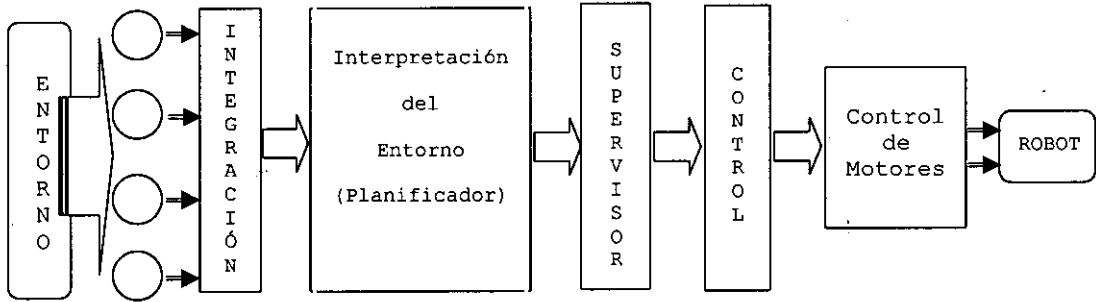 ENTORNO
INTEGRACIÓN
Interpretación
del
Entorno
(Planificador)
SUPERVISOR
CONTROL
Control
de
Motores
ROBOT